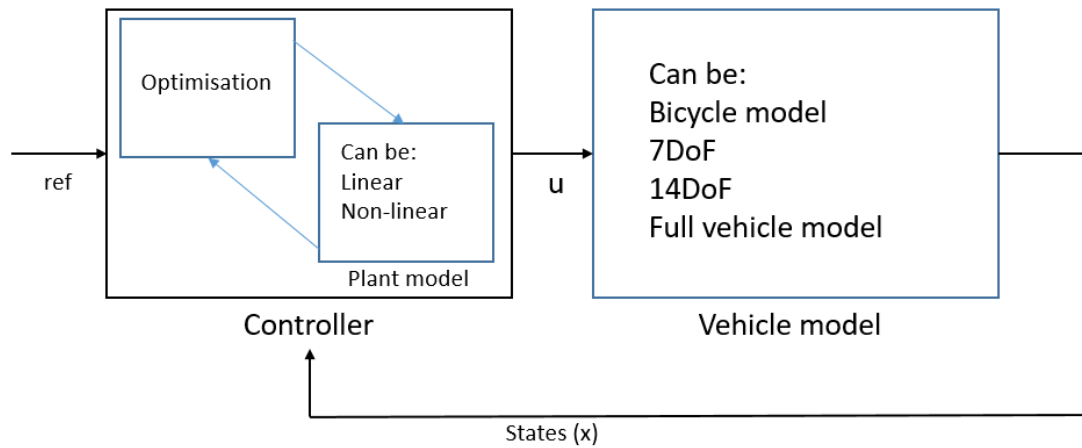 Optimisation
Can be:
Linear
Non-linear
Plant model
Controller
ref
u
Can be:
Bicycle model
7DoF
14DoF
Full vehicle model
Vehicle model
States (x)